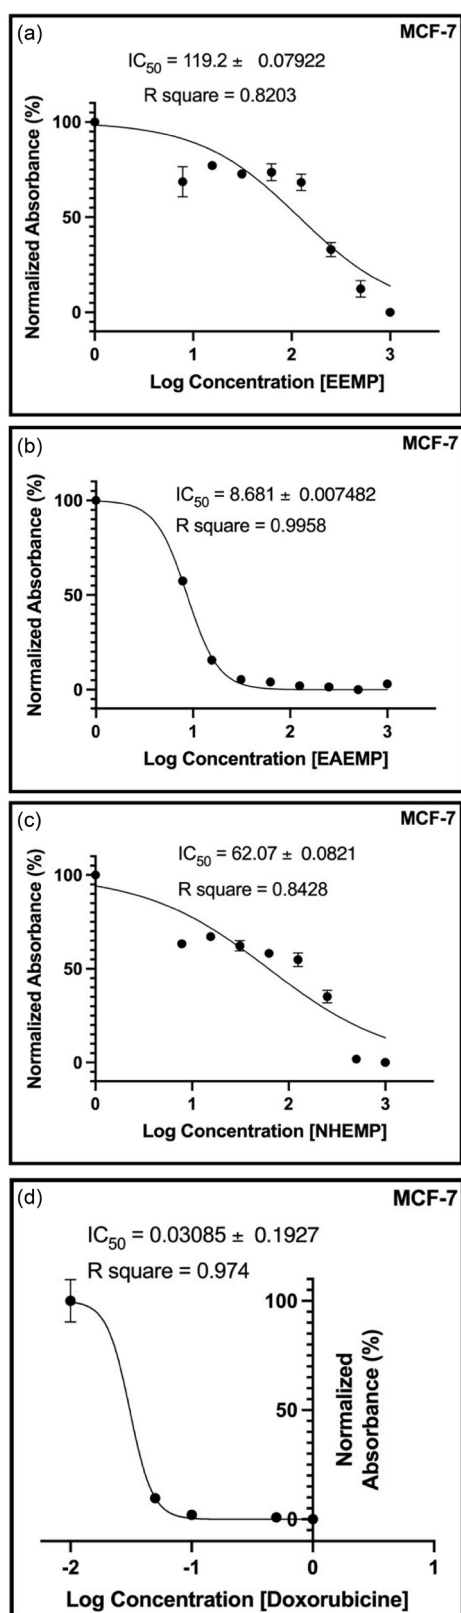 (a)
MCF-7
IC50 = 119.2 ± 0.07922
R square = 0.8203
Normalized Absorbance (%)
100
50
0
0 1 2 3
Log Concentration [EEMP]
(b)
MCF-7
IC50 = 8.681 ± 0.007482
R square = 0.9958
Normalized Absorbance (%)
100
50
0
0 1 2 3
Log Concentration [EAEMP]
(c)
MCF-7
IC50 = 62.07 ± 0.0821
R square = 0.8428
Normalized Absorbance (%)
100
50
0
0 1 2 3
Log Concentration [NHEMP]
(d)
MCF-7
IC50 = 0.03085 ± 0.1927
R square = 0.974
100
50
0
Normalized
Absorbance (%)
-2 -1 0 1
Log Concentration [Doxorubicine]